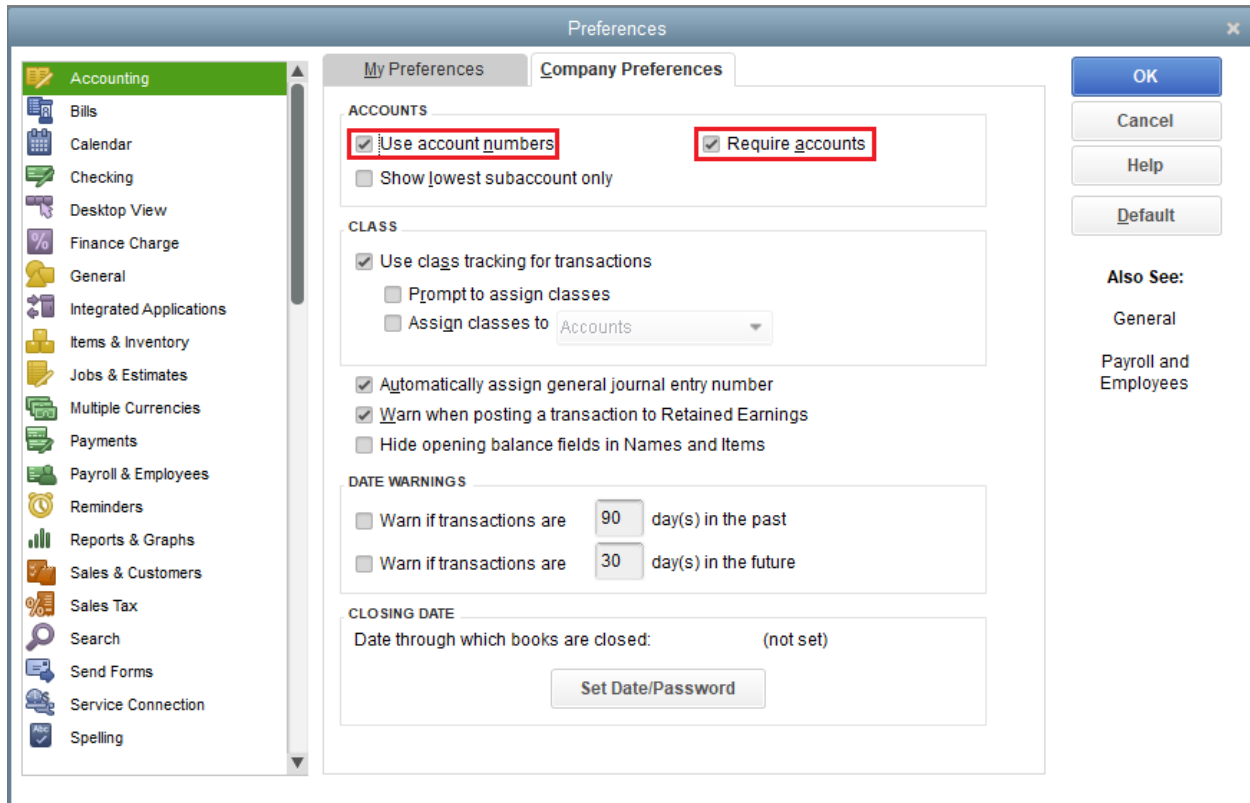 Preferences
Accounting
Bills
Calendar
Checking
Desktop View
Finance Charge
General
Integrated Applications
Items & Inventory
Jobs & Estimates
Multiple Currencies
Payments
Payroll & Employees
Reminders
Reports & Graphs
Sales & Customers
Sales Tax
Search
Send Forms
Service Connection
Spelling
My Preferences
Company Preferences
ACCOUNTS
Use account numbers
Require accounts
Show lowest subaccount only
CLASS
Use class tracking for transactions
Prompt to assign classes
Assign classes to Accounts
Automatically assign general journal entry number
Warn when posting a transaction to Retained Earnings
Hide opening balance fields in Names and Items
DATE WARNINGS
Warn if transactions are 90 day(s) in the past
Warn if transactions are 30 day(s) in the future
CLOSING DATE
Date through which books are closed: (not set)
Set Date/Password
OK
Cancel
Help
Default
Also See:
General
Payroll and
Employees